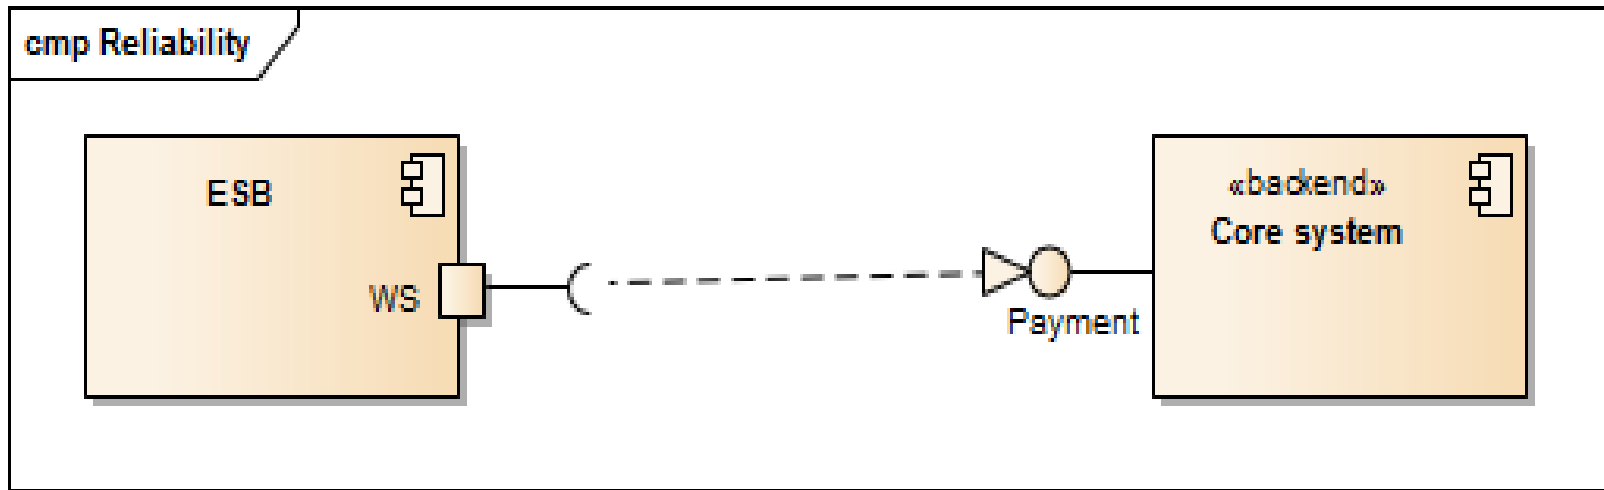 cmp Reliability
ESB
WS
«backend»
Core system
Payment